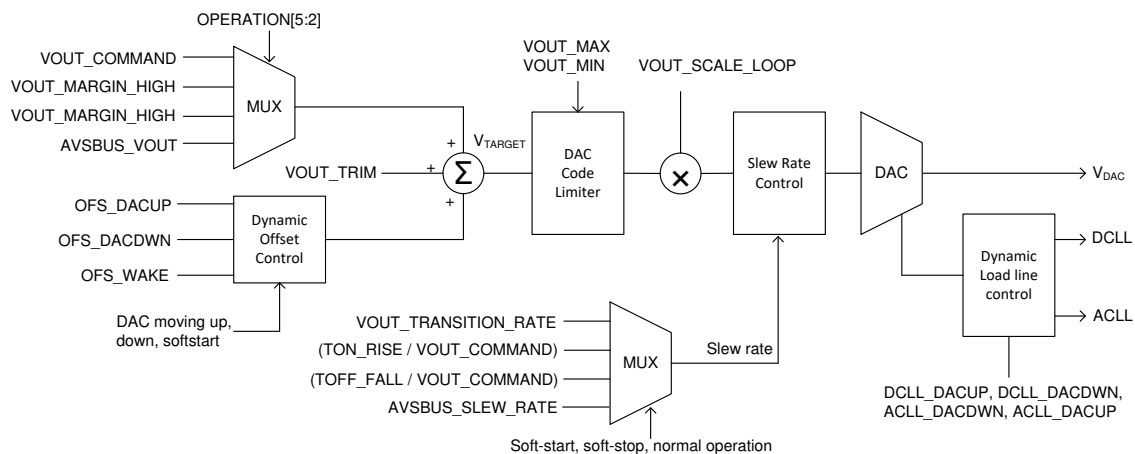 OPERATION[5:2]
VOUT_COMMAND
VOUT_MARGIN_HIGH
VOUT_MARGIN_HIGH
AVSBUS_VOUT
MUX
VOUT_TRIM
+
+
+
Σ
VTARGET
OFS_DACUP
OFS_DACDWN
OFS_WAKE
Dynamic
Offset
Control
DAC moving up,
down, softstart
VOUT_MAX
VOUT_MIN
DAC
Code
Limiter
VOUT_SCALE_LOOP
×
Slew Rate
Control
DAC
VDAC
Dynamic
Load line
control
DCLL
ACLL
DCLL_DACUP, DCLL_DACDWN,
ACLL_DACDWN, ACLL_DACUP
VOUT_TRANSITION_RATE
(TON_RISE / VOUT_COMMAND)
(TOFF_FALL / VOUT_COMMAND)
AVSBUS_SLEW_RATE
MUX
Slew rate
Soft-start, soft-stop, normal operation